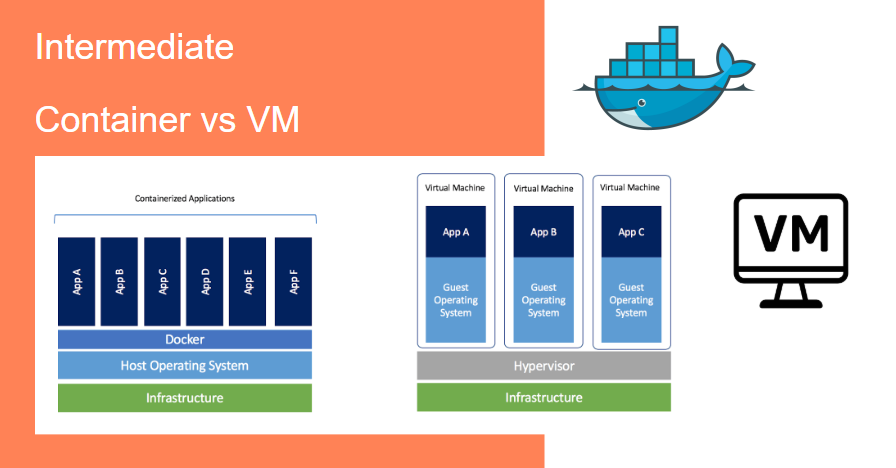 Intermediate
Container vs VM
Containerized Applications
App A
App B
App C
App D
App E
App F
Docker
Host Operating System
Infrastructure
Virtual Machine
App A
Guest
Operating
System
Virtual Machine
App B
Guest
Operating
System
Virtual Machine
App C
Guest
Operating
System
Hypervisor
Infrastructure
VM